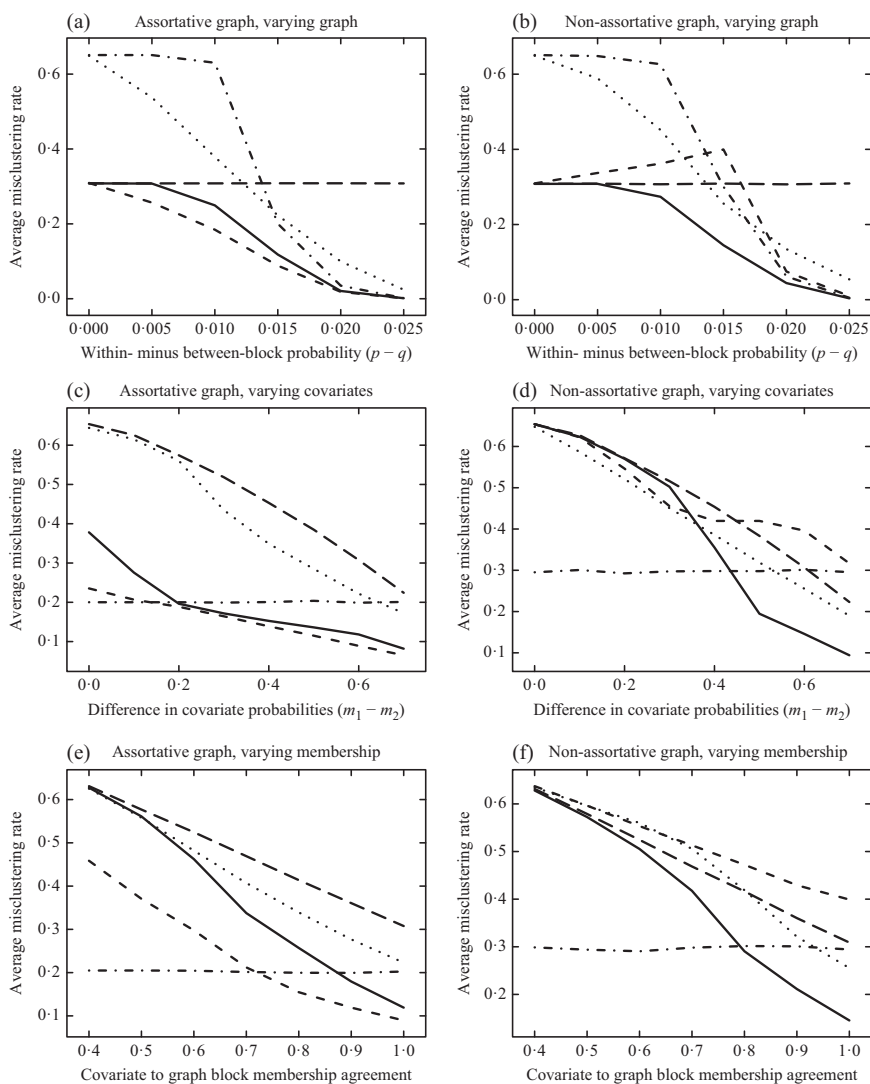 (a) Assortative graph, varying graph
0·6
0·4
0·2
0·0
Average misclustering rate
0·000 0·005 0·010 0·015 0·020 0·025
Within- minus between-block probability (p − q)
(b) Non-assortative graph, varying graph
0·6
0·4
0·2
0·0
Average misclustering rate
0·000 0·005 0·010 0·015 0·020 0·025
Within- minus between-block probability (p − q)
(c) Assortative graph, varying covariates
0·6
0·5
0·4
0·3
0·2
0·1
Average misclustering rate
0·0 0·2 0·4 0·6
Difference in covariate probabilities (m1 − m2)
(d) Non-assortative graph, varying covariates
0·6
0·5
0·4
0·3
0·2
0·1
Average misclustering rate
0·0 0·2 0·4 0·6
Difference in covariate probabilities (m1 − m2)
(e) Assortative graph, varying membership
0·6
0·5
0·4
0·3
0·2
0·1
Average misclustering rate
0·4 0·5 0·6 0·7 0·8 0·9 1·0
Covariate to graph block membership agreement
(f) Non-assortative graph, varying membership
0·6
0·5
0·4
0·3
0·2
Average misclustering rate
0·4 0·5 0·6 0·7 0·8 0·9 1·0
Covariate to graph block membership agreement